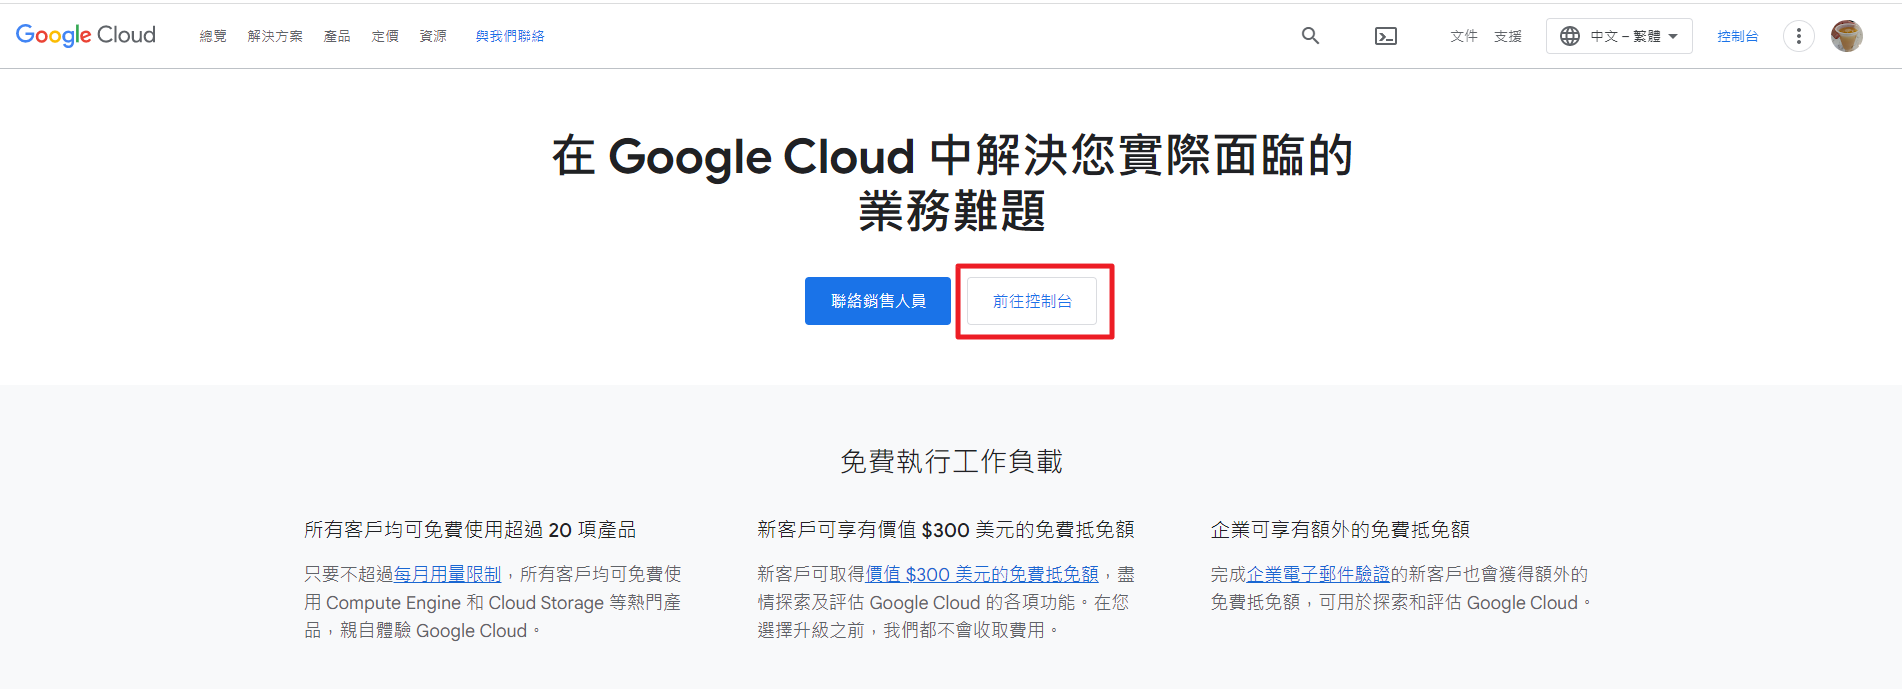 Google Cloud 總覽 解決方案 產品 定價 資源 與我們聯絡 文件 支援 中文 – 繁體 控制台
在 Google Cloud 中解決您實際面臨的
業務難題
聯絡銷售人員 前往控制台
免費執行工作負載
所有客戶均可免費使用超過 20 項產品
只要不超過每月用量限制，所有客戶均可免費使
用 Compute Engine 和 Cloud Storage 等熱門產
品，親自體驗 Google Cloud。
新客戶可享有價值 $300 美元的免費抵免額
新客戶可取得價值 $300 美元的免費抵免額，盡
情探索及評估 Google Cloud 的各項功能。在您
選擇升級之前，我們都不會收取費用。
企業可享有額外的免費抵免額
完成企業電子郵件驗證的新客戶也會獲得額外的
免費抵免額，可用於探索和評估 Google Cloud。